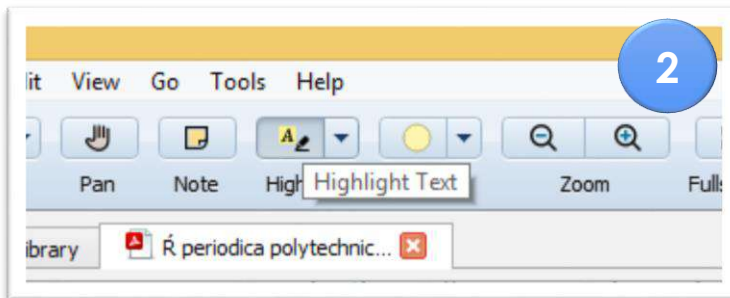 2
lit View Go Tools Help
A
Pan Note High Highlight Text Zoom Fulls
ibrary Ŕ periodica polytechnic...